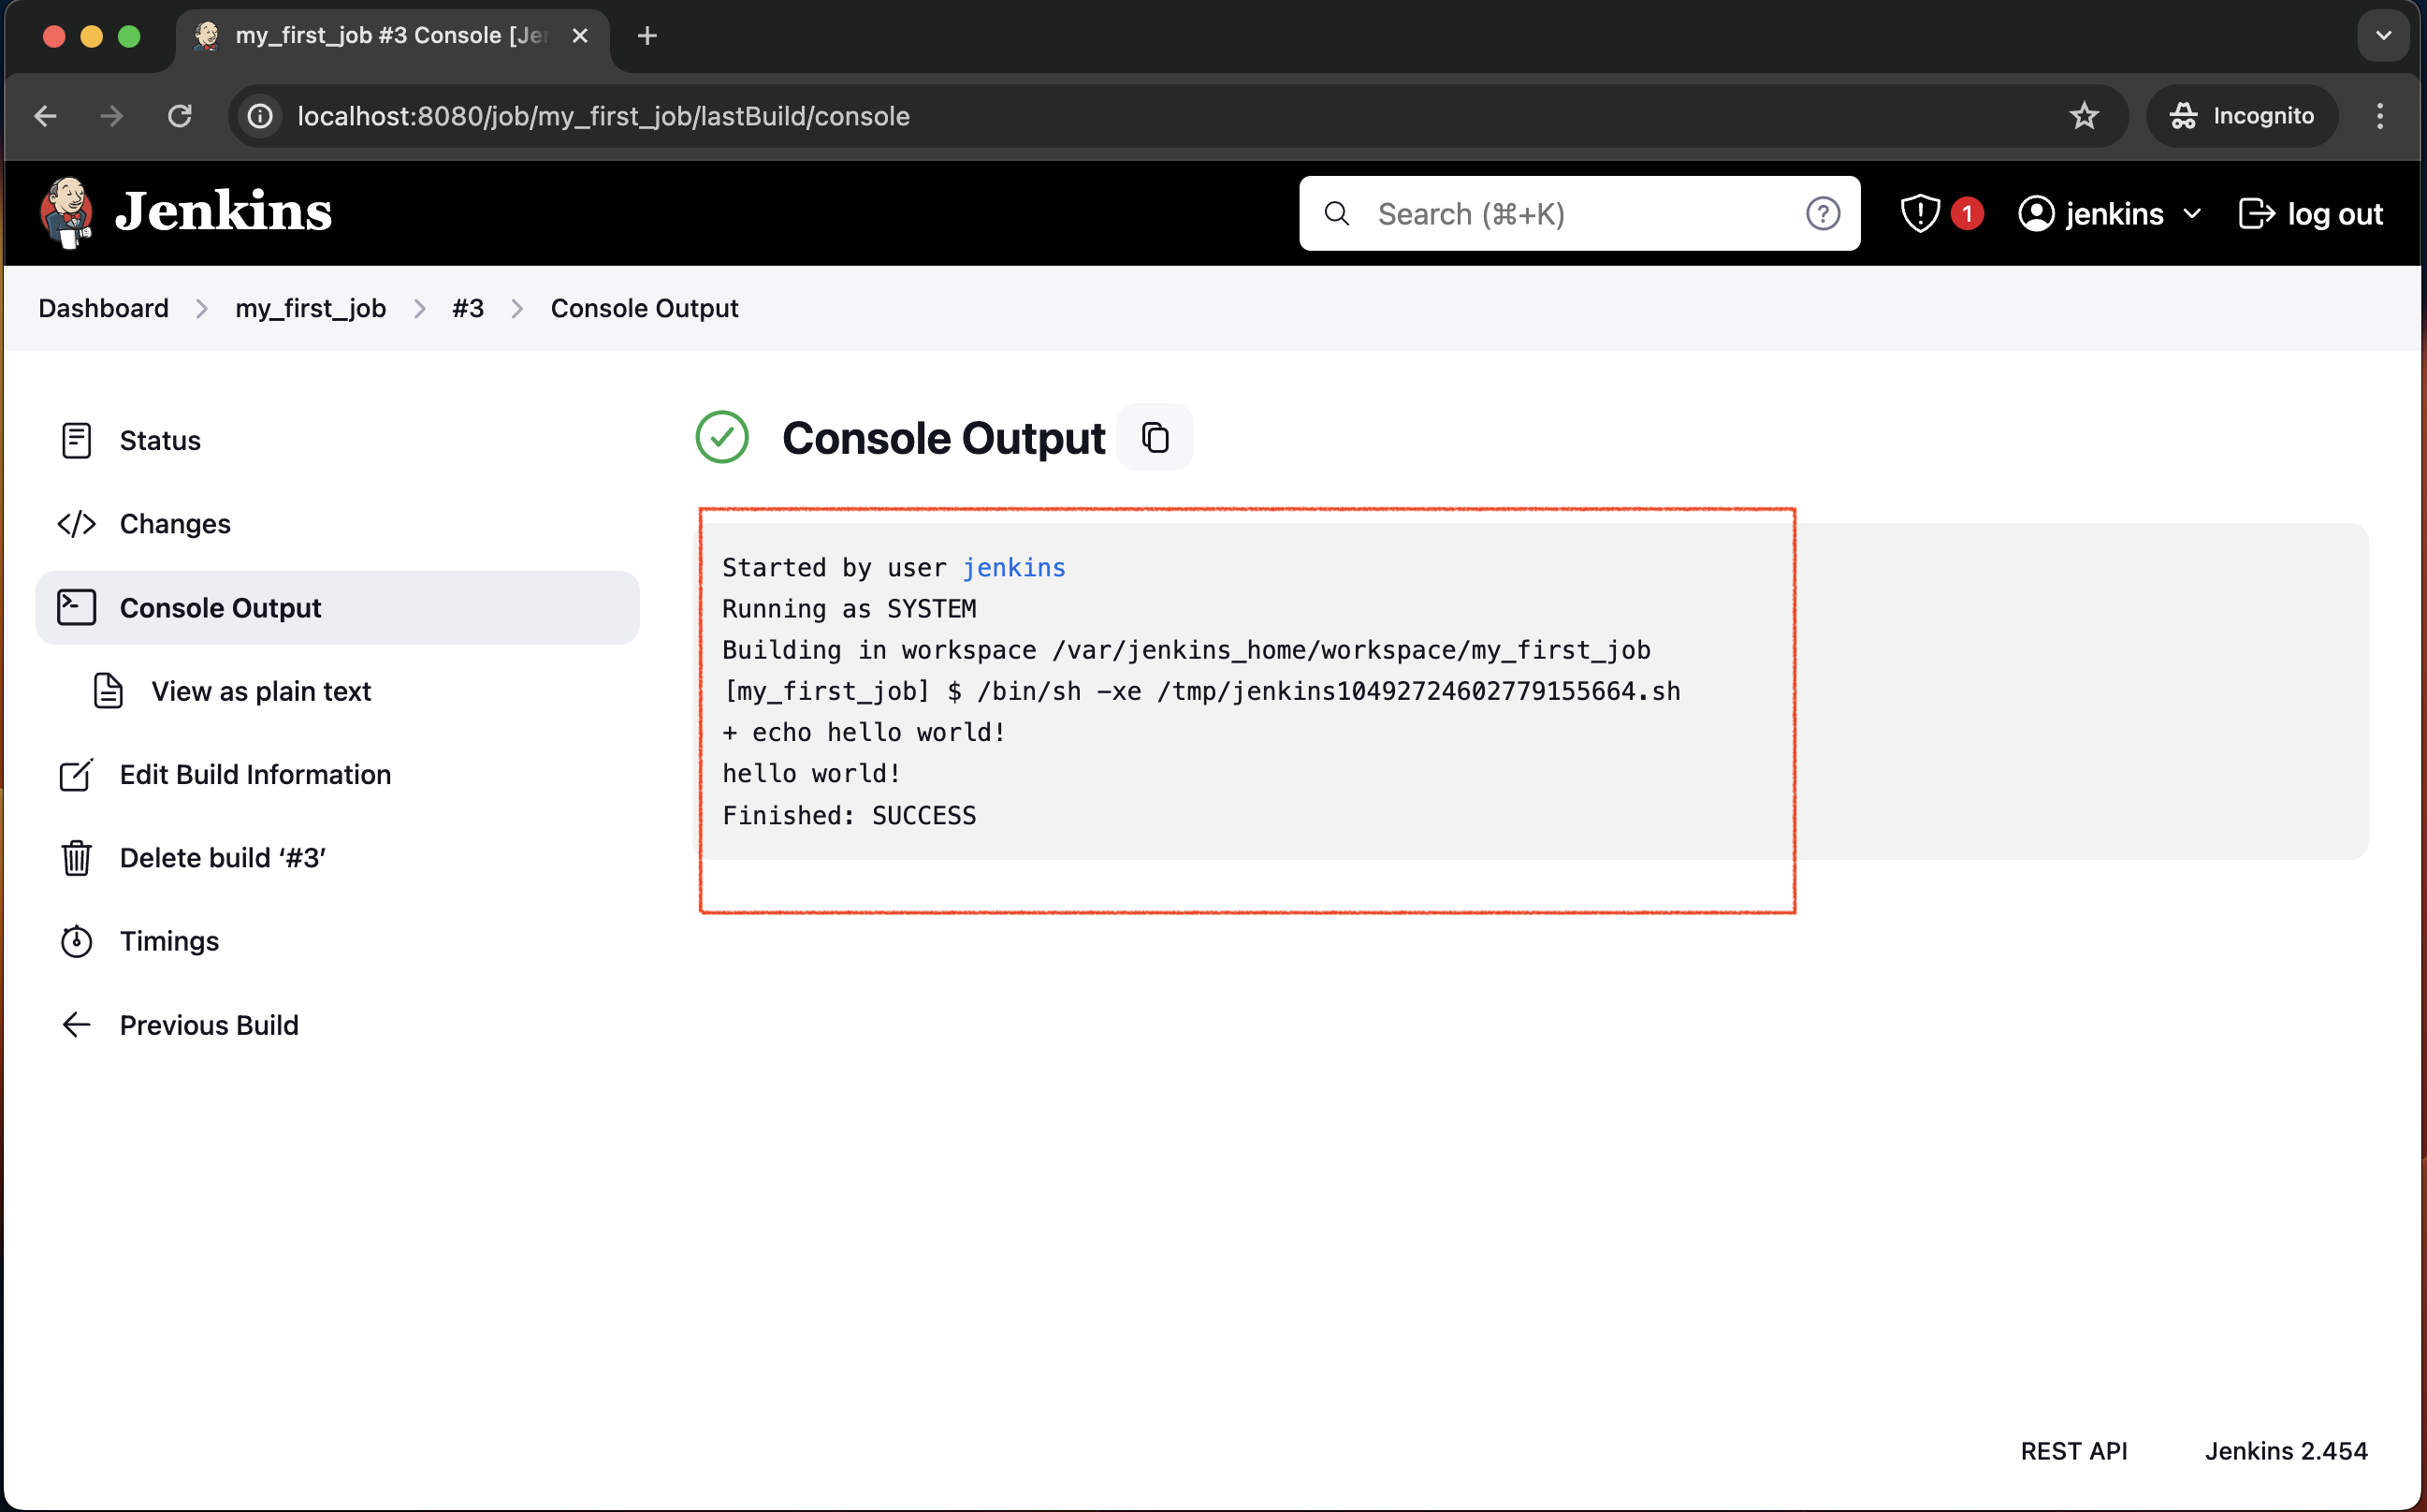 my_first_job #3 Console [Je
localhost:8080/job/my_first_job/lastBuild/console
Incognito
Jenkins
Search (⌘+K)
1
jenkins
log out
Dashboard
my_first_job
#3
Console Output
Status
Changes
Console Output
View as plain text
Edit Build Information
Delete build ‘#3’
Timings
Previous Build
Console Output
Started by user jenkins
Running as SYSTEM
Building in workspace /var/jenkins_home/workspace/my_first_job
[my_first_job] $ /bin/sh -xe /tmp/jenkins10492724602779155664.sh
+ echo hello world!
hello world!
Finished: SUCCESS
REST API
Jenkins 2.454